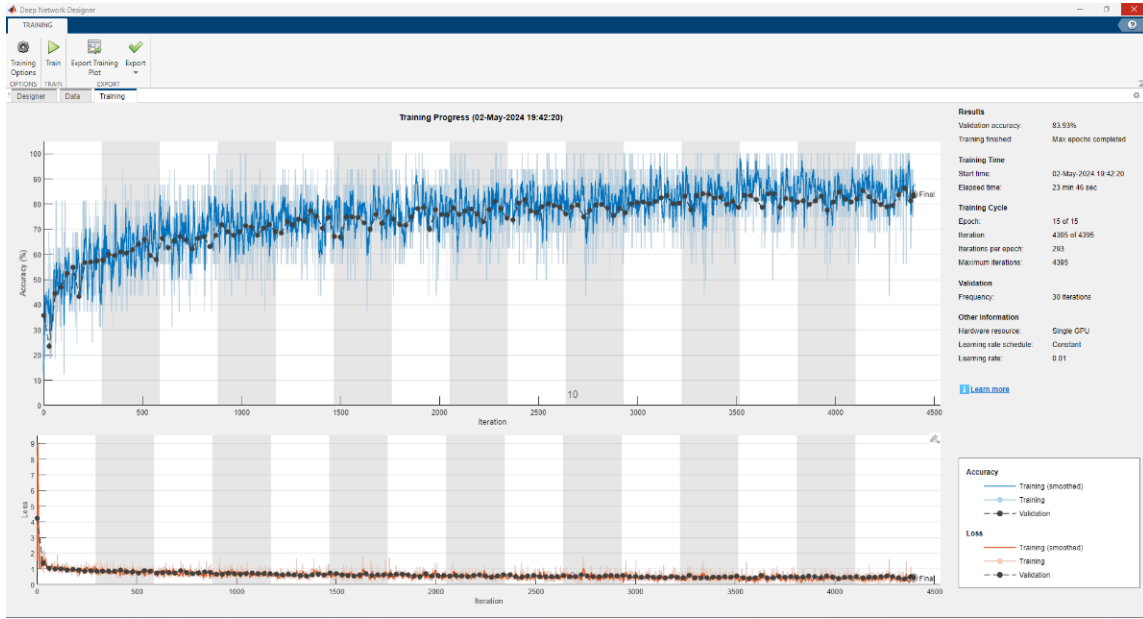 Deep Network Designer
TRAINING
Training Options
Train
Export Training Plot
Export
OPTIONS
TRAIN
EXPORT
Designer
Data
Training
Training Progress (02-May-2024 19:42:20)
Accuracy (%)
100
90
80
70
60
50
40
30
20
10
0
Final
10
0
500
1000
1500
2000
2500
3000
3500
4000
4500
Iteration
Loss
9
8
7
6
5
4
3
2
1
0
Final
0
500
1000
1500
2000
2500
3000
3500
4000
4500
Iteration
Results
Validation accuracy: 83.93%
Training finished: Max epochs completed
Training Time
Start time: 02-May-2024 19:42:20
Elapsed time: 23 min 46 sec
Training Cycle
Epoch: 15 of 15
Iteration: 4395 of 4395
Iterations per epoch: 293
Maximum iterations: 4395
Validation
Frequency: 30 iterations
Other Information
Hardware resource: Single GPU
Learning rate schedule: Constant
Learning rate: 0.01
Learn more
Accuracy
Training (smoothed)
Training
Validation
Loss
Training (smoothed)
Training
Validation